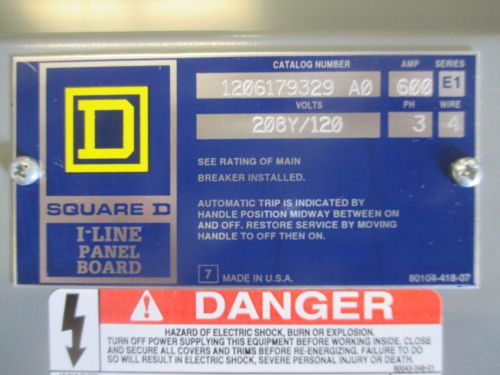 D
SQUARE D
I-LINE
PANEL
BOARD
CATALOG NUMBER AMP SERIES
1206179329 A0 600 E1
VOLTS PH WIRE
208Y/120 3 4
SEE RATING OF MAIN
BREAKER INSTALLED.
AUTOMATIC TRIP IS INDICATED BY
HANDLE POSITION MIDWAY BETWEEN ON
AND OFF. RESTORE SERVICE BY MOVING
HANDLE TO OFF THEN ON.
7 MADE IN U.S.A. 80104-418-07
DANGER
HAZARD OF ELECTRIC SHOCK, BURN OR EXPLOSION.
TURN OFF POWER SUPPLYING THIS EQUIPMENT BEFORE WORKING INSIDE. CLOSE
AND SECURE ALL COVERS AND TRIMS BEFORE RE-ENERGIZING. FAILURE TO DO
SO WILL RESULT IN ELECTRIC SHOCK, SEVERE PERSONAL INJURY OR DEATH.